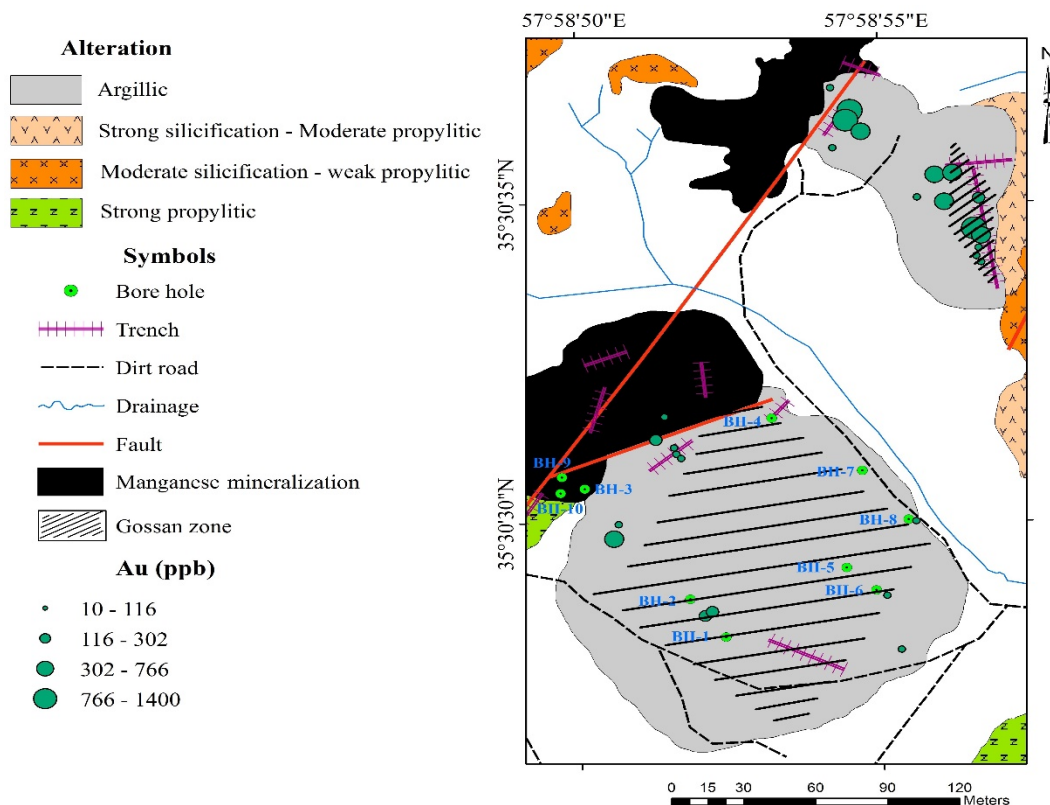 57°58'50"E
57°58'55"E
Alteration
Argillic
Strong silicification - Moderate propylitic
Moderate silicification - weak propylitic
Strong propylitic
Symbols
Bore hole
Trench
Dirt road
Drainage
Fault
Manganese mineralization
Gossan zone
Au (ppb)
10 - 116
116 - 302
302 - 766
766 - 1400
N
35°30'35"N
35°30'30"N
BH-4
BH-9
BH-7
BH-3
BH-10
BH-8
BH-5
BH-6
BH-2
BH-1
0 15 30 60 90 120
Meters